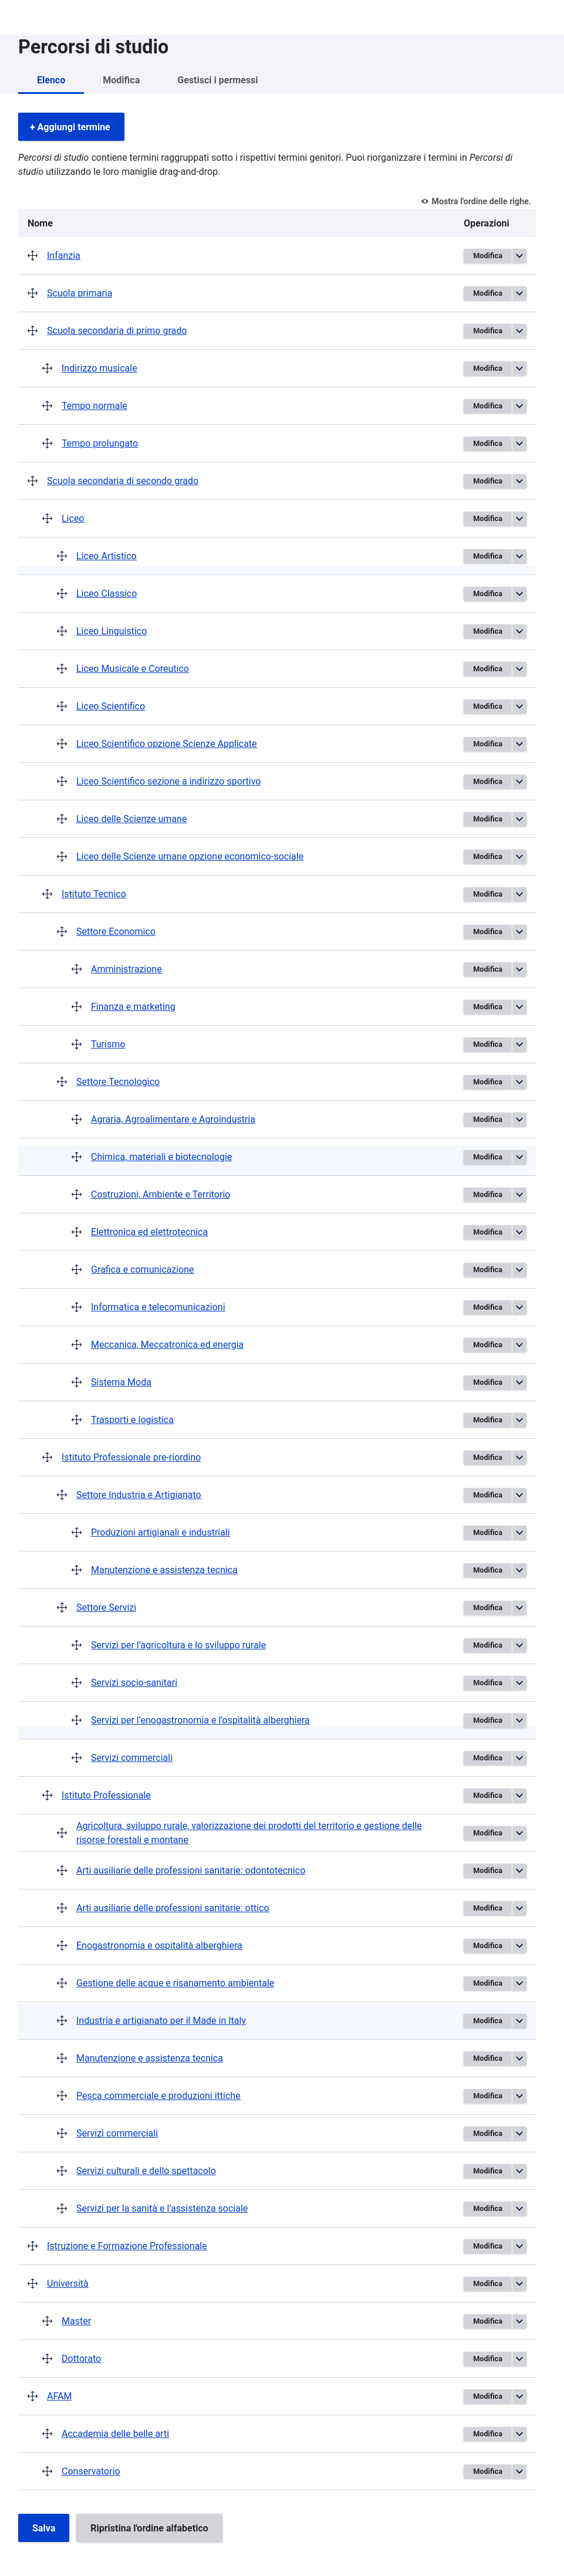 Percorsi di studio
Elenco Modifica Gestisci i permessi
+ Aggiungi termine
Percorsi di studio contiene termini raggruppati sotto i rispettivi termini genitori. Puoi riorganizzare i termini in Percorsi di
studio utilizzando le loro maniglie drag-and-drop.
Mostra l'ordine delle righe.
Nome Operazioni
Infanzia Modifica
Scuola primaria Modifica
Scuola secondaria di primo grado Modifica
Indirizzo musicale Modifica
Tempo normale Modifica
Tempo prolungato Modifica
Scuola secondaria di secondo grado Modifica
Liceo Modifica
Liceo Artistico Modifica
Liceo Classico Modifica
Liceo Linguistico Modifica
Liceo Musicale e Coreutico Modifica
Liceo Scientifico Modifica
Liceo Scientifico opzione Scienze Applicate Modifica
Liceo Scientifico sezione a indirizzo sportivo Modifica
Liceo delle Scienze umane Modifica
Liceo delle Scienze umane opzione economico-sociale Modifica
Istituto Tecnico Modifica
Settore Economico Modifica
Amministrazione Modifica
Finanza e marketing Modifica
Turismo Modifica
Settore Tecnologico Modifica
Agraria, Agroalimentare e Agroindustria Modifica
Chimica, materiali e biotecnologie Modifica
Costruzioni, Ambiente e Territorio Modifica
Elettronica ed elettrotecnica Modifica
Grafica e comunicazione Modifica
Informatica e telecomunicazioni Modifica
Meccanica, Meccatronica ed energia Modifica
Sistema Moda Modifica
Trasporti e logistica Modifica
Istituto Professionale pre-riordino Modifica
Settore Industria e Artigianato Modifica
Produzioni artigianali e industriali Modifica
Manutenzione e assistenza tecnica Modifica
Settore Servizi Modifica
Servizi per l'agricoltura e lo sviluppo rurale Modifica
Servizi socio-sanitari Modifica
Servizi per l'enogastronomia e l'ospitalità alberghiera Modifica
Servizi commerciali Modifica
Istituto Professionale Modifica
Agricoltura, sviluppo rurale, valorizzazione dei prodotti del territorio e gestione delle
risorse forestali e montane Modifica
Arti ausiliarie delle professioni sanitarie: odontotecnico Modifica
Arti ausiliarie delle professioni sanitarie: ottico Modifica
Enogastronomia e ospitalità alberghiera Modifica
Gestione delle acque e risanamento ambientale Modifica
Industria e artigianato per il Made in Italy Modifica
Manutenzione e assistenza tecnica Modifica
Pesca commerciale e produzioni ittiche Modifica
Servizi commerciali Modifica
Servizi culturali e dello spettacolo Modifica
Servizi per la sanità e l'assistenza sociale Modifica
Istruzione e Formazione Professionale Modifica
Università Modifica
Master Modifica
Dottorato Modifica
AFAM Modifica
Accademia delle belle arti Modifica
Conservatorio Modifica
Salva Ripristina l'ordine alfabetico